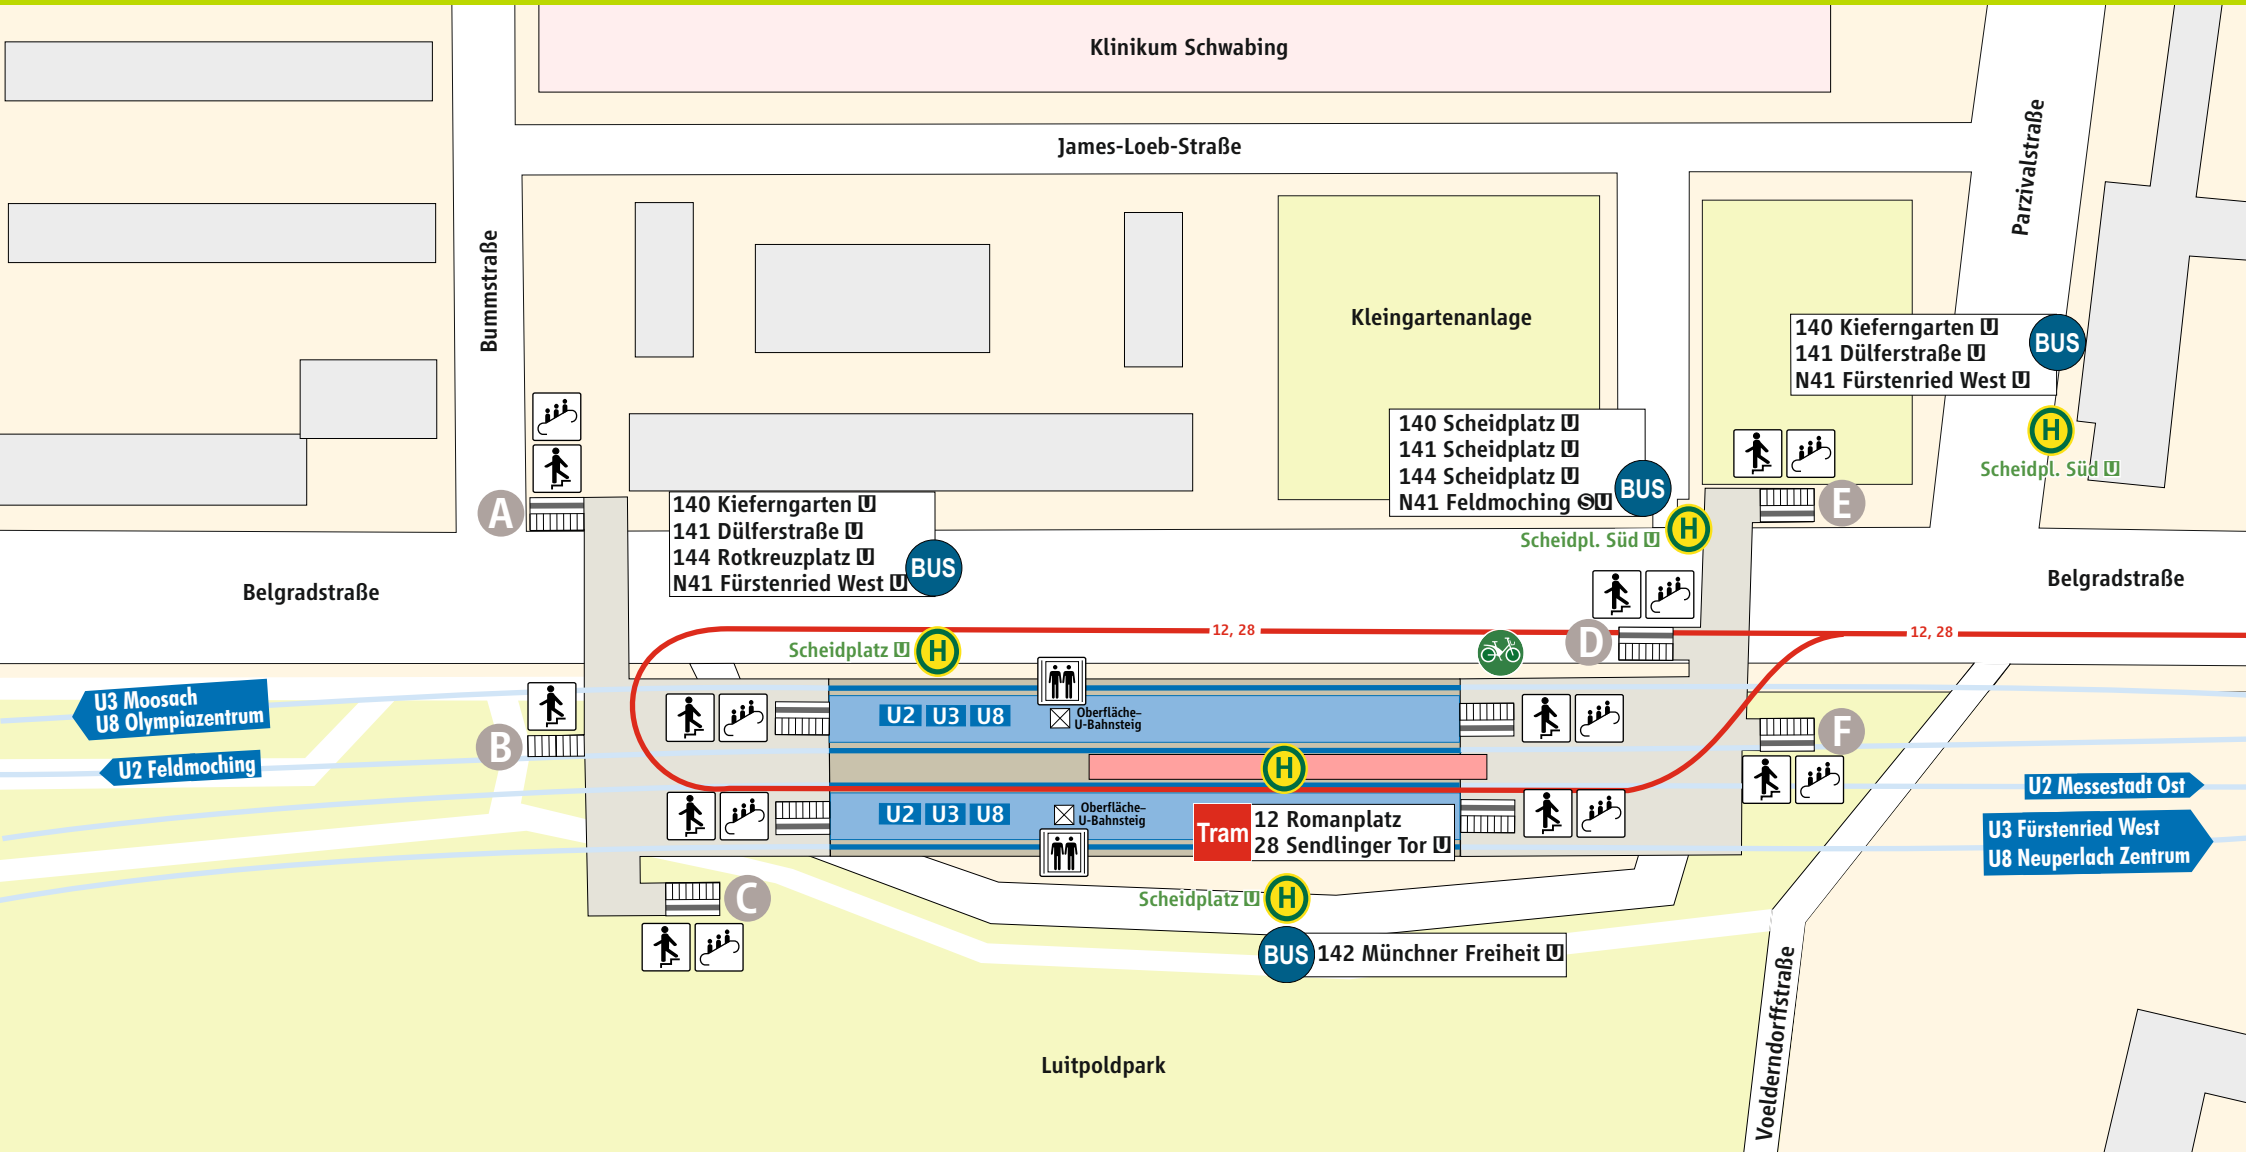 Klinikum Schwabing
James-Loeb-Straße
Parzivalstraße
Bummstraße
Kleingartenanlage
140 Kieferngarten U
141 Dülferstraße U
N41 Fürstenried West U
BUS
H
Scheidpl. Süd U
140 Scheidplatz U
141 Scheidplatz U
144 Scheidplatz U
N41 Feldmoching S U
BUS
H
Scheidpl. Süd U
A
E
140 Kieferngarten U
141 Dülferstraße U
144 Rotkreuzplatz U
N41 Fürstenried West U
BUS
Belgradstraße
Belgradstraße
12, 28
12, 28
Scheidplatz U
H
D
U3 Moosach
U8 Olympiazentrum
U2 Feldmoching
B
F
U2 U3 U8
Oberfläche–
U-Bahnsteig
H
U2 U3 U8
Oberfläche–
U-Bahnsteig
Tram
12 Romanplatz
28 Sendlinger Tor U
U2 Messestadt Ost
U3 Fürstenried West
U8 Neuperlach Zentrum
C
Scheidplatz U
H
BUS
142 Münchner Freiheit U
Luitpoldpark
Voelderndorffstraße